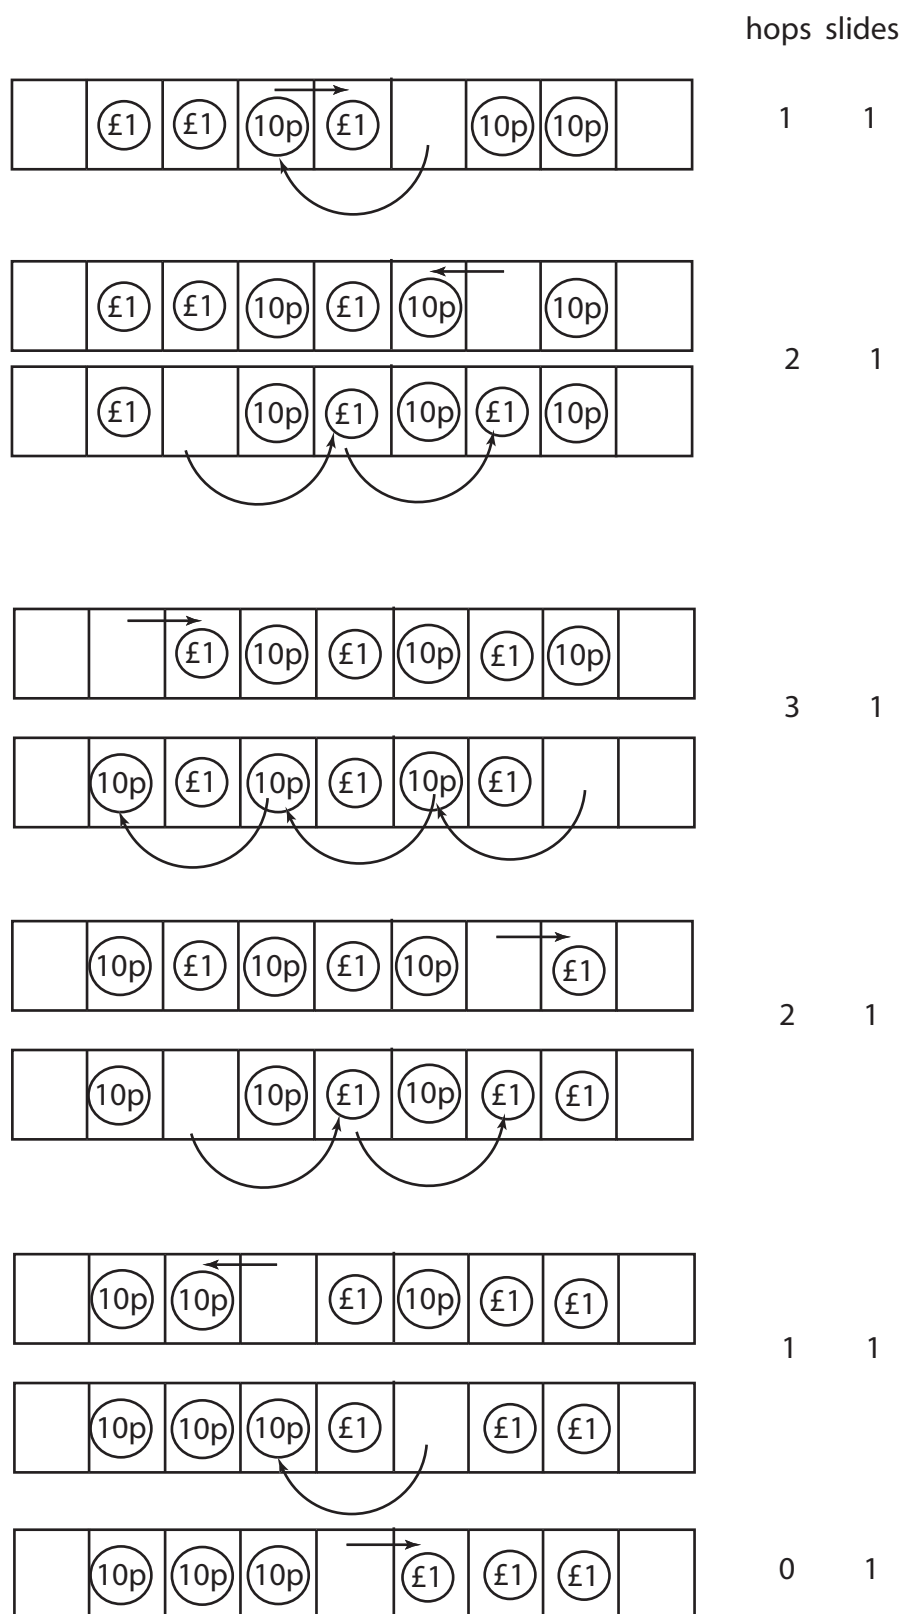 hops slides
£1 £1 10p £1 10p 10p 1 1
£1 £1 10p £1 10p 10p
2 1
£1 10p £1 10p £1 10p
£1 10p £1 10p £1 10p
3 1
10p £1 10p £1 10p £1
10p £1 10p £1 10p £1
2 1
10p 10p £1 10p £1 £1
10p 10p £1 10p £1 £1
1 1
10p 10p 10p £1 £1 £1
10p 10p 10p £1 £1 £1 0 1